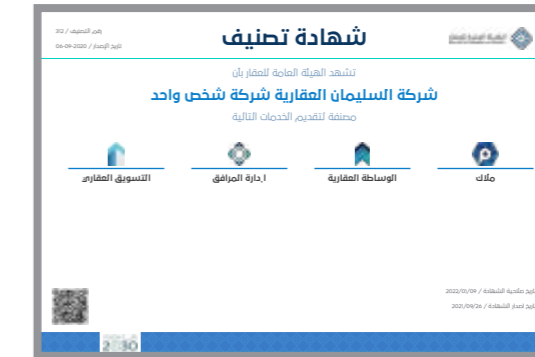 شهادة تصنيف
رقم التصنيف / 312
تاريخ الإصدار / 2020-09-06
تشهد الهيئة العامة للعقار بأن
شركة السليمان العقارية شركة شخص واحد
مصنفة لتقديم الخدمات التالية
ملاك
الوساطة العقارية
إدارة المرافق
التسويق العقاري
تاريخ صلاحية الشهادة / 2022/01/09
تاريخ اصدار الشهادة / 2021/09/26
2030